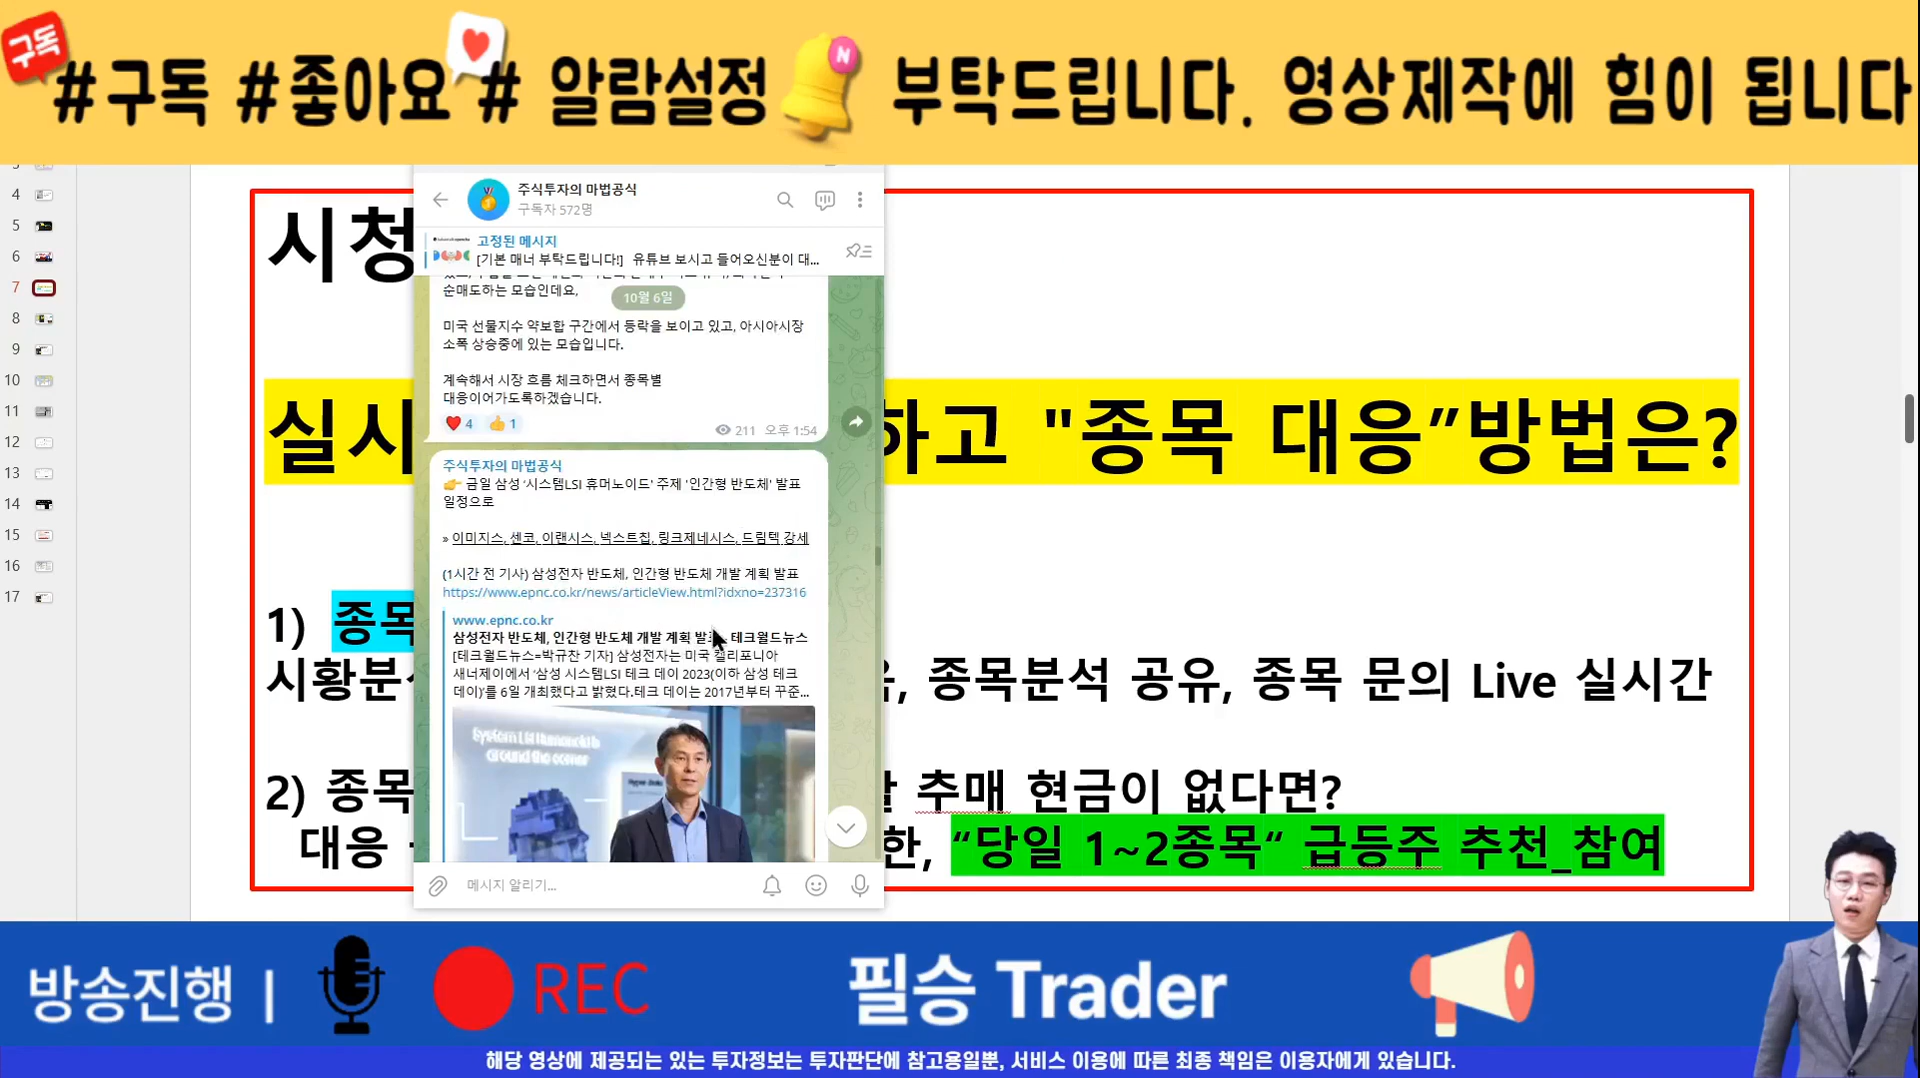 구독
#구독 #좋아요 # 알람설정 N 부탁드립니다. 영상제작에 힘이 됩니다
4
5
6
7
8
9
10
11
12
13
14
15
16
17
시청
실시
하고 "종목 대응”방법은?
1) 종목
시황분
, 종목분석 공유, 종목 문의 Live 실시간
2) 종목
추매 현금이 없다면?
대응
한, “당일 1~2종목“ 급등주 추천_참여
주식투자의 마법공식
구독자 572명
고정된 메시지
[기본 매너 부탁드립니다!] 유튜브 보시고 들어오신분이 대...
순매도하는 모습인데요,
10월 6일
미국 선물지수 약보합 구간에서 등락을 보이고 있고, 아시아시장
소폭 상승중에 있는 모습입니다.
계속해서 시장 흐름 체크하면서 종목별
대응이어가도록하겠습니다.
4 1
211 오후 1:54
주식투자의 마법공식
👉 금일 삼성 '시스템LSI 휴머노이드' 주제 '인간형 반도체' 발표
일정으로
» 이미지스, 센코, 이랜시스, 넥스트칩, 링크제네시스, 드림텍 강세
(1시간 전 기사) 삼성전자 반도체, 인간형 반도체 개발 계획 발표
https://www.epnc.co.kr/news/articleView.html?idxno=237316
www.epnc.co.kr
삼성전자 반도체, 인간형 반도체 개발 계획 발표 테크월드뉴스
[테크월드뉴스=박규찬 기자] 삼성전자는 미국 캘리포니아
새너제이에서 '삼성 시스템LSI 테크 데이 2023(이하 삼성 테크
데이)'를 6일 개최했다고 밝혔다.테크 데이는 2017년부터 꾸준...
System LSI Humanoid is
around the corner
메시지 알리기...
방송진행 |
REC
필승 Trader
해당 영상에 제공되는 있는 투자정보는 투자판단에 참고용일뿐, 서비스 이용에 따른 최종 책임은 이용자에게 있습니다.